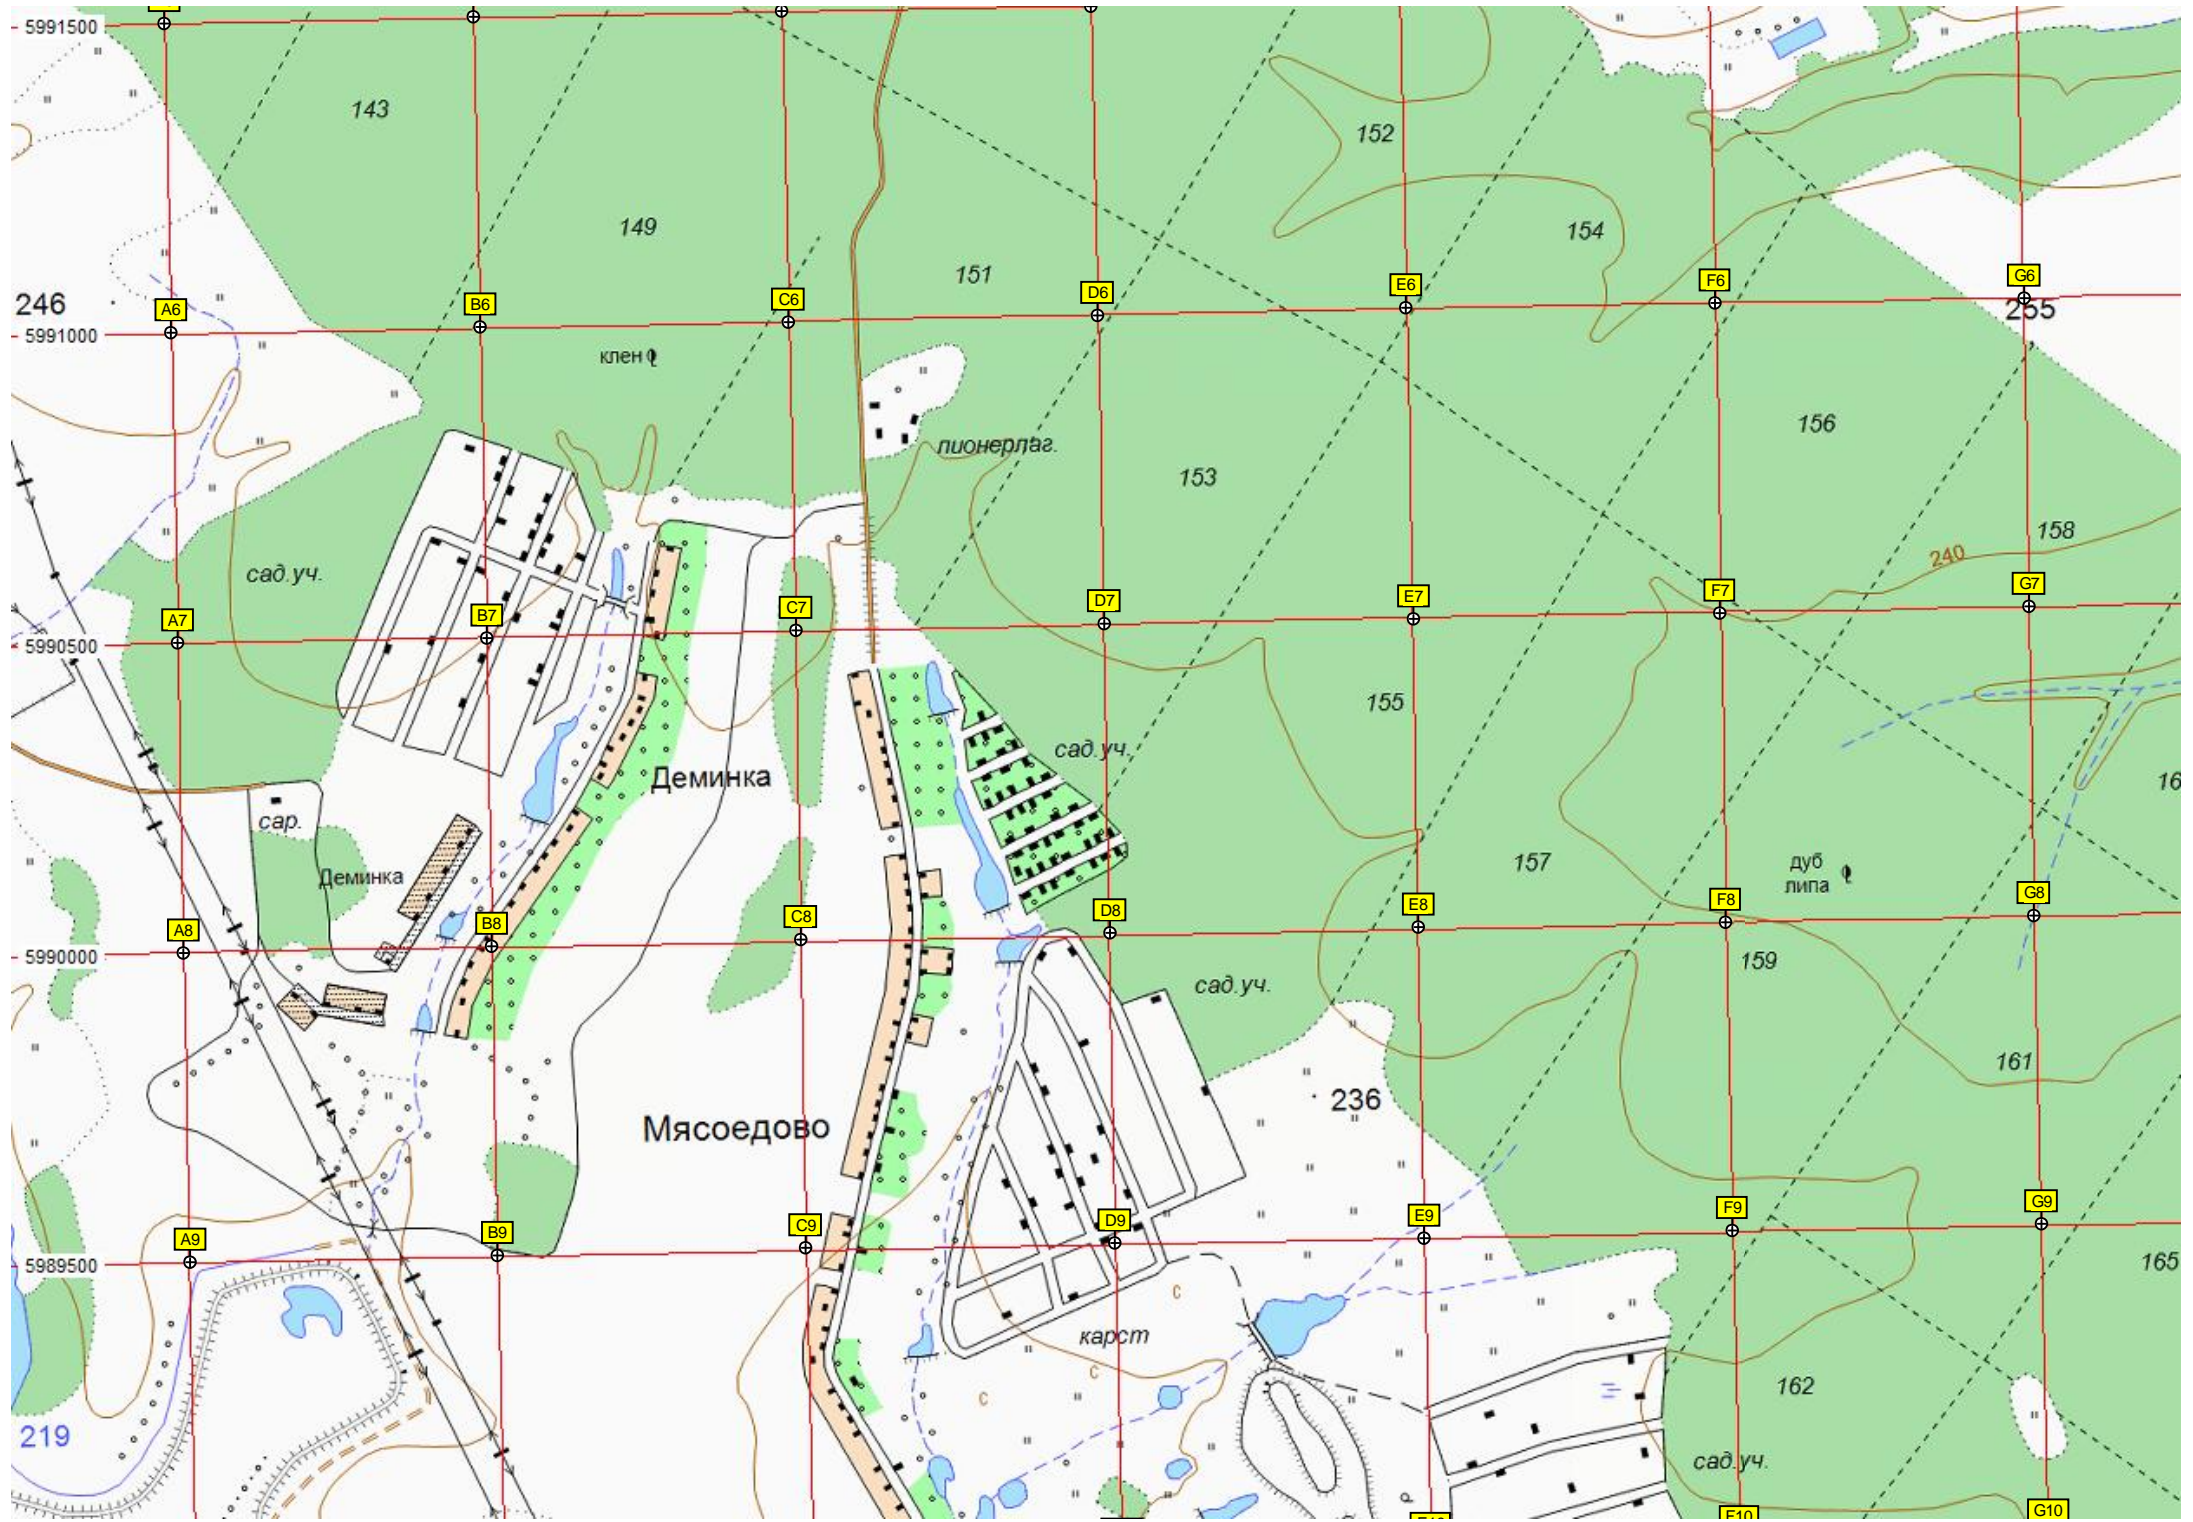 5991500
143
152
149
154
151
246
A6
B6
C6
D6
E6
F6
G6
255
5991000
клен
156
пионерлаг.
153
158
240
сад.уч.
A7
B7
C7
D7
E7
F7
G7
5990500
155
сад.уч.
Деминка
16
сар.
157
дуб
липа
Деминка
A8
B8
C8
D8
E8
F8
G8
5990000
159
сад.уч.
161
236
Мясоедово
A9
B9
C9
D9
E9
F9
G9
5989500
165
с
карст
с
с
162
219
сад.уч.
F10
G10